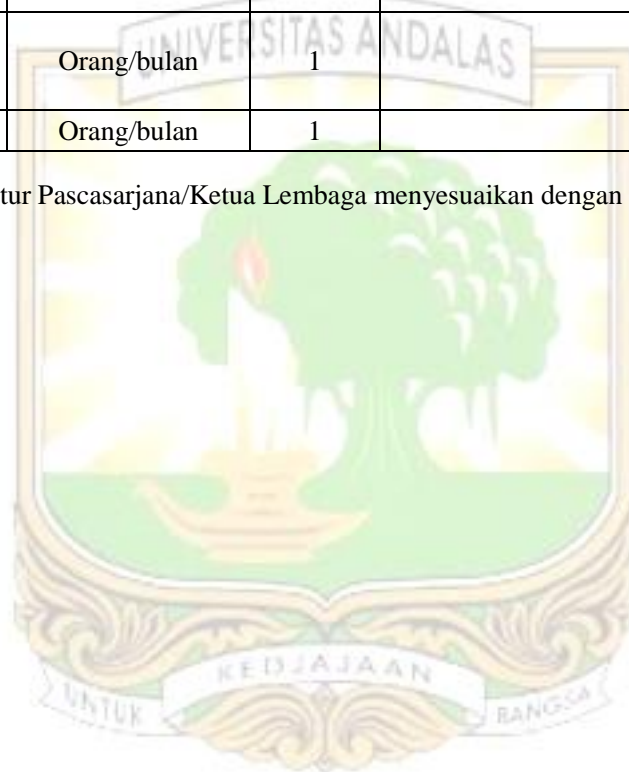 UNIVERSITAS ANDALAS
Orang/bulan 1
Orang/bulan 1
tur Pascasarjana/Ketua Lembaga menyesuaikan dengan
UNTUK KEDJAJAAN BANGSA